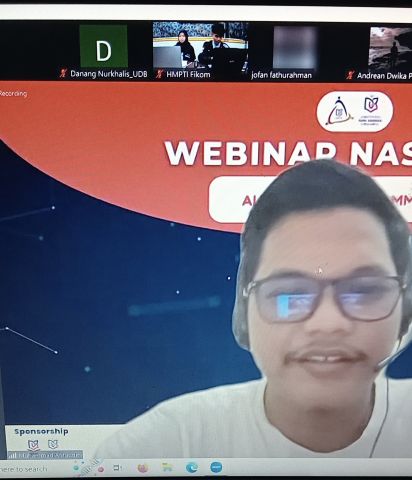 D
Danang Nurkhalis_UDB
HMPTI Fikom
jofan fathurahman
Andrean Dwika P
Recording
WEBINAR NAS
Sponsorship
here to search